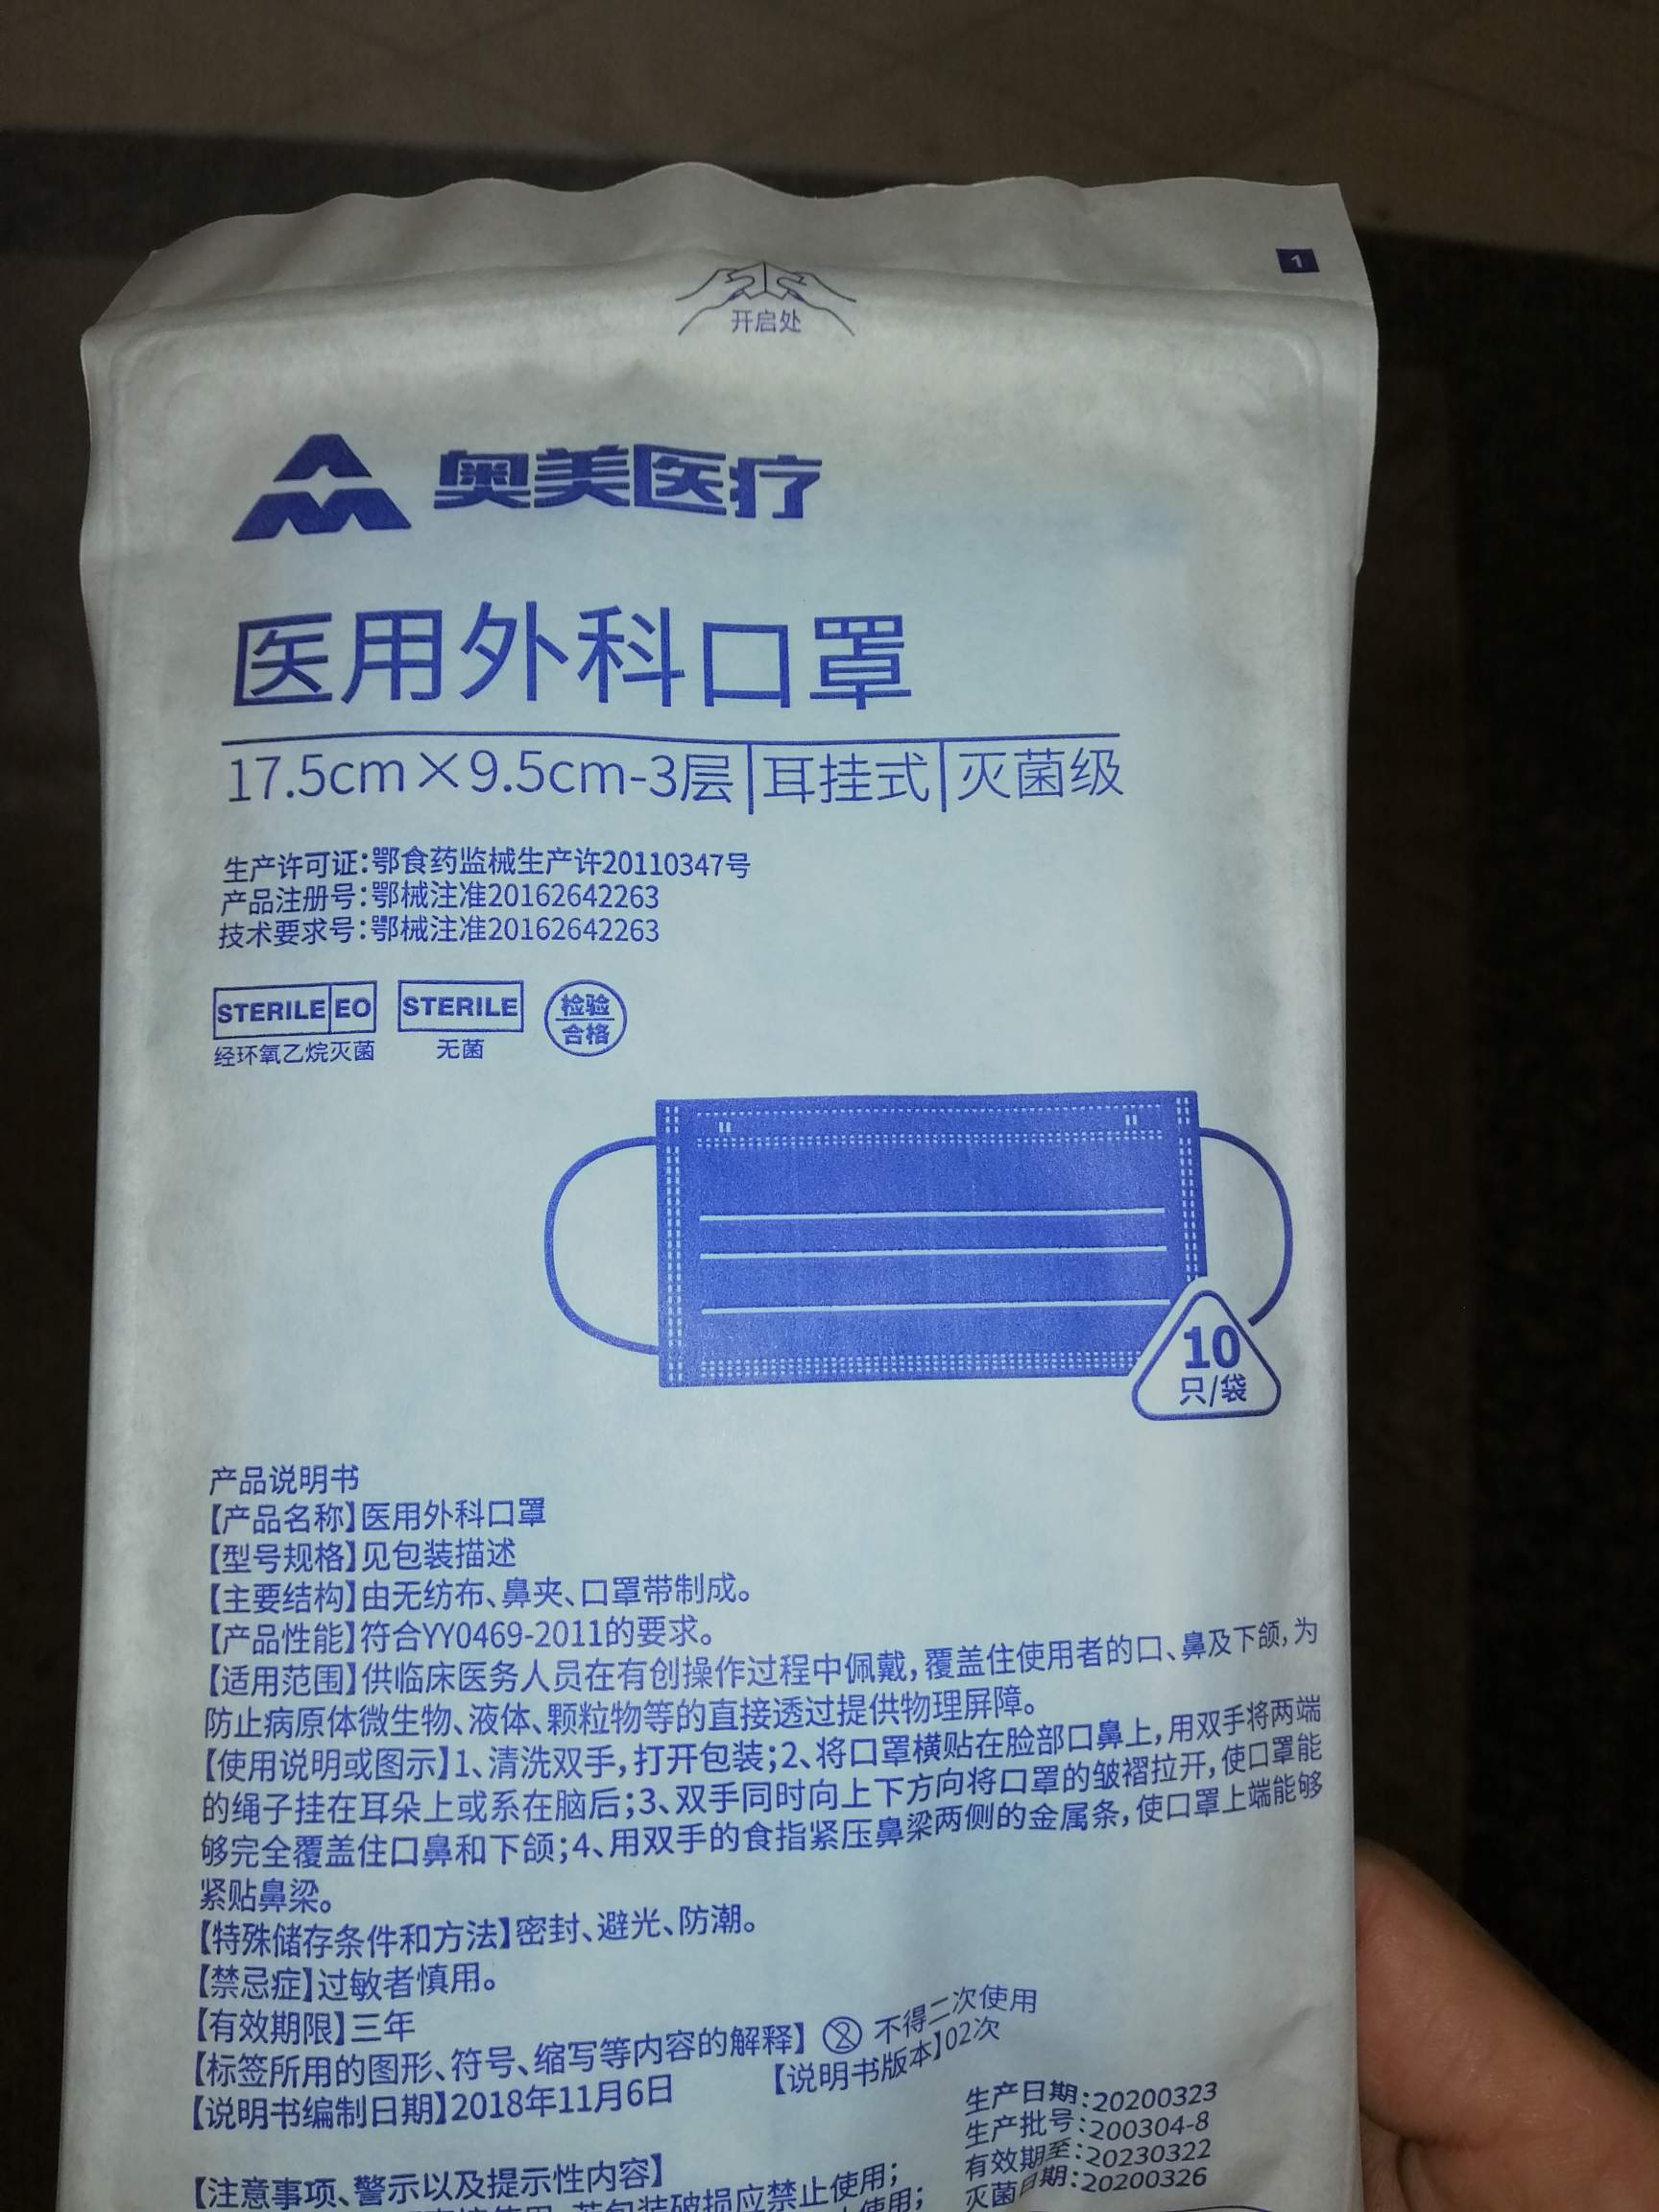 1
开启处
奥美医疗
医用外科口罩
17.5cm×9.5cm-3层|耳挂式|灭菌级
生产许可证:鄂食药监械生产许20110347号
产品注册号:鄂械注准20162642263
技术要求号:鄂械注准20162642263
STERILE EO STERILE 检验合格
经环氧乙烷灭菌 无菌
10
只/袋
产品说明书
【产品名称】医用外科口罩
【型号规格】见包装描述
【主要结构】由无纺布、鼻夹、口罩带制成。
【产品性能】符合YY0469-2011的要求。
【适用范围】供临床医务人员在有创操作过程中佩戴,覆盖住使用者的口、鼻及下颌,为
防止病原体微生物、液体、颗粒物等的直接透过提供物理屏障。
【使用说明或图示】1、清洗双手,打开包装;2、将口罩横贴在脸部口鼻上,用双手将两端
的绳子挂在耳朵上或系在脑后;3、双手同时向上下方向将口罩的皱褶拉开,使口罩能
够完全覆盖住口鼻和下颌;4、用双手的食指紧压鼻梁两侧的金属条,使口罩上端能够
紧贴鼻梁。
【特殊储存条件和方法】密封、避光、防潮。
【禁忌症】过敏者慎用。
【有效期限】三年
【标签所用的图形、符号、缩写等内容的解释】 2 不得二次使用
【说明书编制日期】2018年11月6日 【说明书版本】02次
生产日期:20200323
生产批号:200304-8
有效期至:20230322
灭菌日期:20200326
【注意事项、警示以及提示性内容】
若包装破损应禁止使用;
使用;